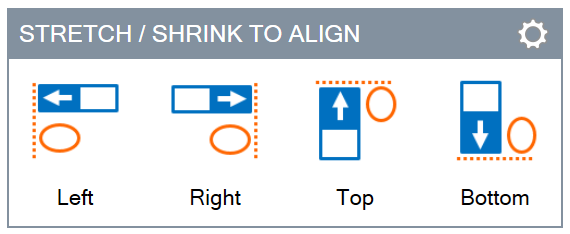 STRETCH / SHRINK TO ALIGN
Left Right Top Bottom